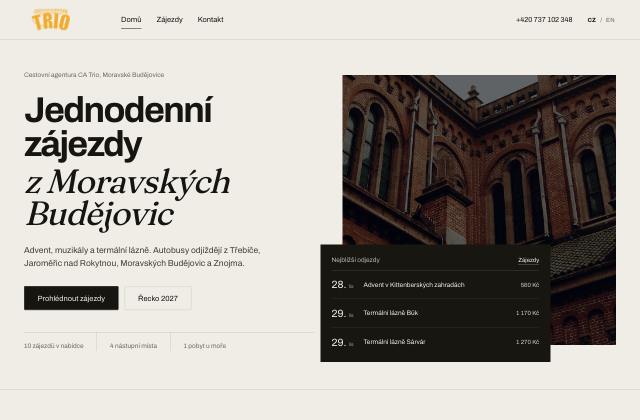 TRIO
Domů
Zájezdy
Kontakt
+420 737 102 348
CZ / EN
Cestovní agentura CA Trio, Moravské Budějovice
Jednodenní
zájezdy
z Moravských
Budějovic
Advent, muzikály a termální lázně. Autobusy odjíždějí z Třebíče,
Jaroměřic nad Rokytnou, Moravských Budějovic a Znojma.
Prohlédnout zájezdy
Řecko 2027
10 zájezdů v nabídce
4 nástupní místa
1 pobyt u moře
Nejbližší odjezdy
Zájezdy
28. Advent v Kittenberských zahradách 580 Kč
29. Termální lázně Bük 1 170 Kč
29. Termální lázně Sárvár 1 270 Kč